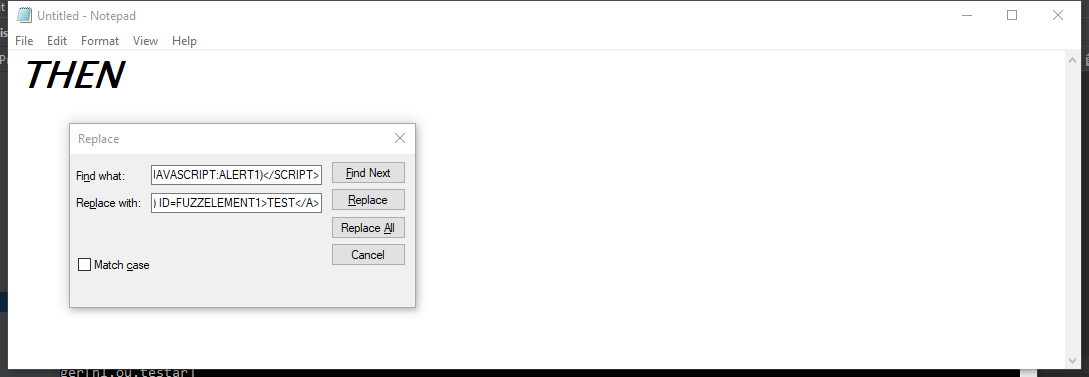 Untitled - Notepad
File Edit Format View Help
THEN
Replace
Find what: JAVASCRIPT:ALERT1)</SCRIPT> Find Next
Replace with: ) ID=FUZZELEMENT1>TEST</A> Replace
Replace All
Cancel
Match case